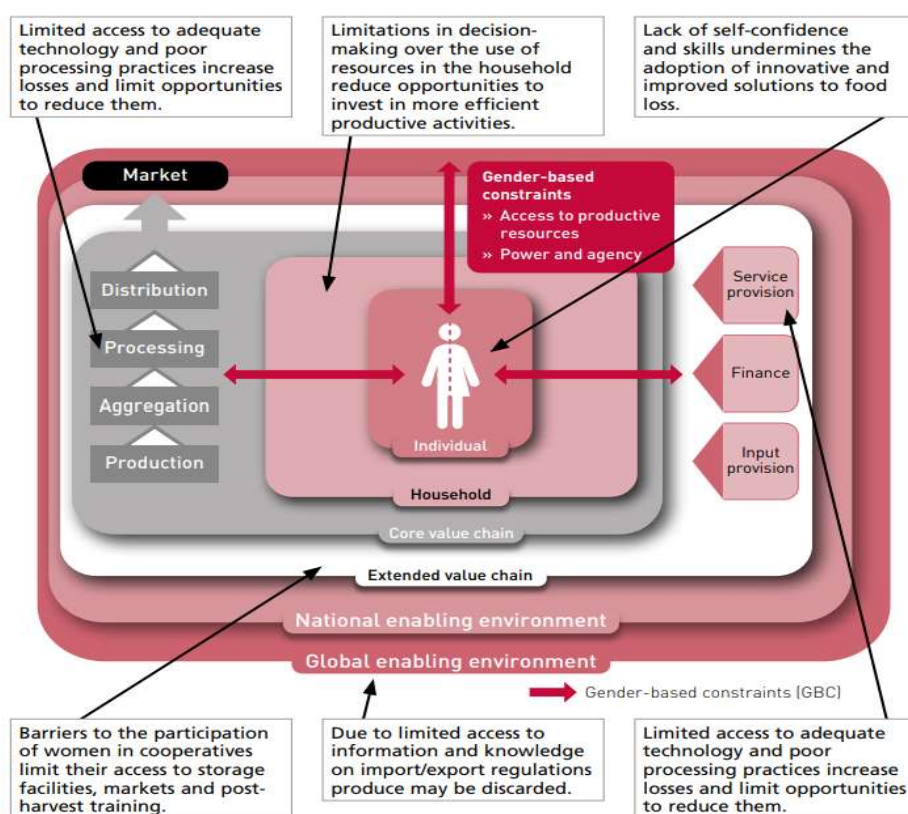 Limited access to adequate
technology and poor
processing practices increase
losses and limit opportunities
to reduce them.
Limitations in decision-
making over the use of
resources in the household
reduce opportunities to
invest in more efficient
productive activities.
Lack of self-confidence
and skills undermines the
adoption of innovative and
improved solutions to food
loss.
Market
Gender-based
constraints
» Access to productive
resources
» Power and agency
Distribution
Processing
Aggregation
Production
Service
provision
Finance
Input
provision
Individual
Household
Core value chain
Extended value chain
National enabling environment
Global enabling environment
Gender-based constraints (GBC)
Barriers to the participation
of women in cooperatives
limit their access to storage
facilities, markets and post-
harvest training.
Due to limited access to
information and knowledge
on import/export regulations
produce may be discarded.
Limited access to adequate
technology and poor
processing practices increase
losses and limit opportunities
to reduce them.